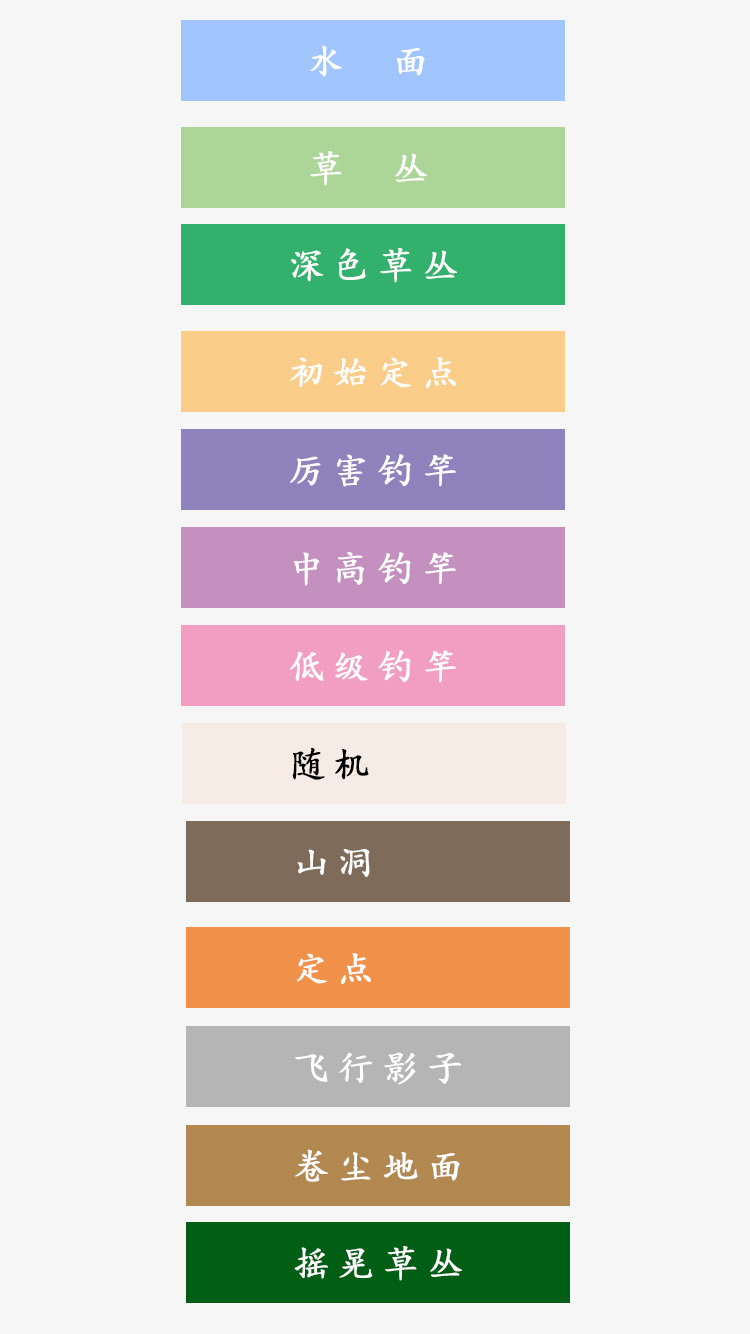 水 面
草 丛
深色草丛
初始定点
厉害钓竿
中高钓竿
低级钓竿
随机
山洞
定点
飞行影子
卷尘地面
摇晃草丛